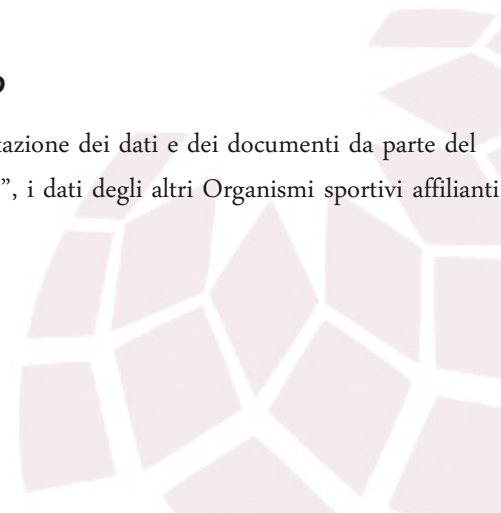 tazione dei dati e dei documenti da parte del
”, i dati degli altri Organismi sportivi affilianti